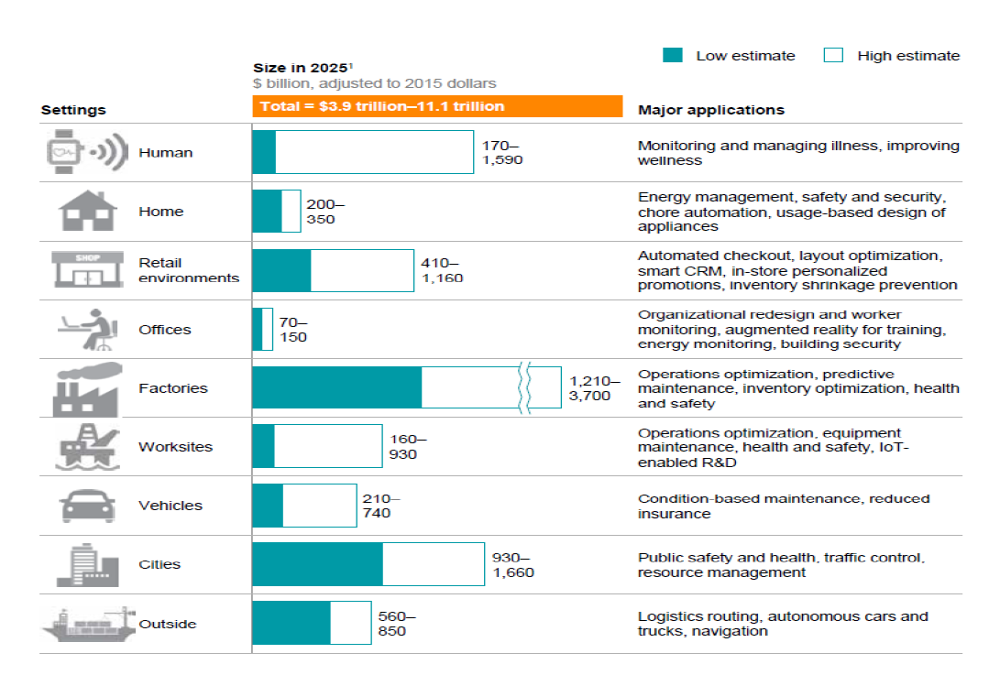 Low estimate
High estimate
Size in 2025¹
$ billion, adjusted to 2015 dollars
Settings
Total = $3.9 trillion–11.1 trillion
Major applications
Human
170–
1,590
Monitoring and managing illness, improving
wellness
Home
200–
350
Energy management, safety and security,
chore automation, usage-based design of
appliances
SHOP
Retail
environments
410–
1,160
Automated checkout, layout optimization,
smart CRM, in-store personalized
promotions, inventory shrinkage prevention
Offices
70–
150
Organizational redesign and worker
monitoring, augmented reality for training,
energy monitoring, building security
Factories
1,210–
3,700
Operations optimization, predictive
maintenance, inventory optimization, health
and safety
Worksites
160–
930
Operations optimization, equipment
maintenance, health and safety, IoT-
enabled R&D
Vehicles
210–
740
Condition-based maintenance, reduced
insurance
Cities
930–
1,660
Public safety and health, traffic control,
resource management
Outside
560–
850
Logistics routing, autonomous cars and
trucks, navigation